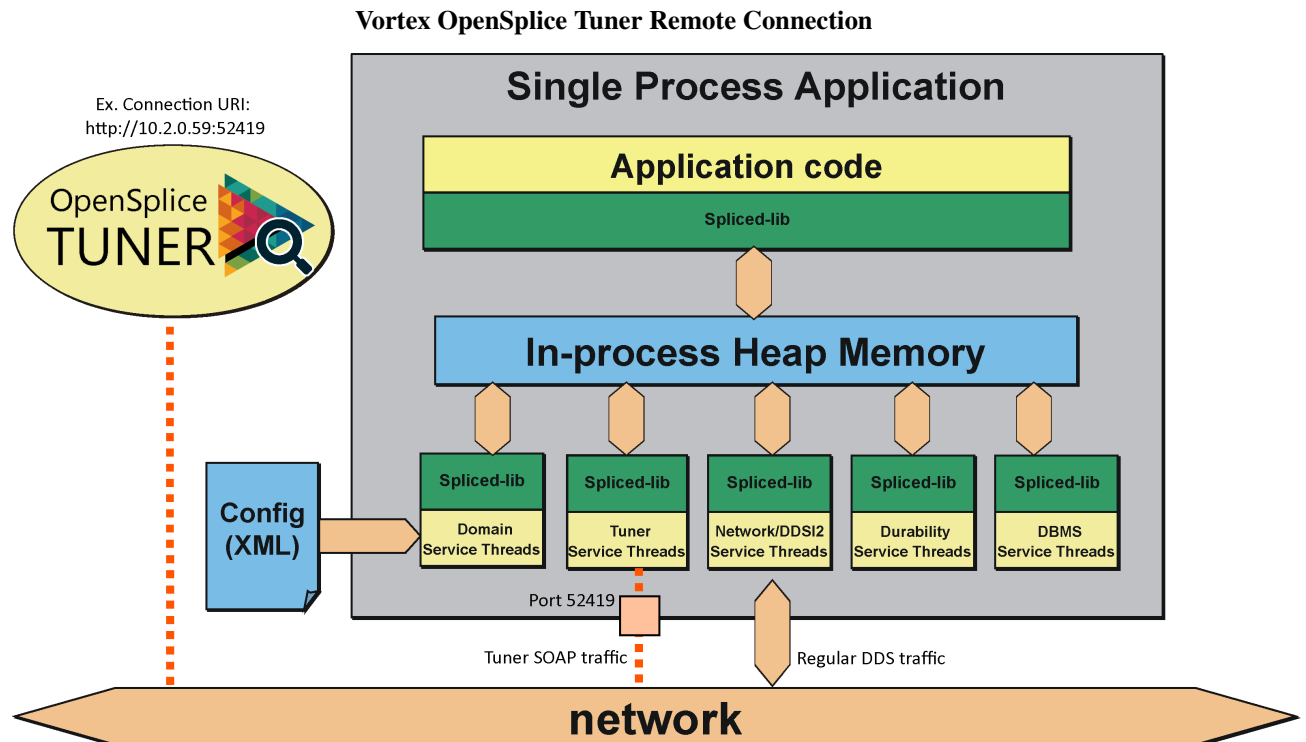 Vortex OpenSplice Tuner Remote Connection
Single Process Application
Ex. Connection URI:
http://10.2.0.59:52419
OpenSplice
TUNER
Application code
Spliced-lib
In-process Heap Memory
Config
(XML)
Spliced-lib
Domain
Service Threads
Spliced-lib
Tuner
Service Threads
Spliced-lib
Network/DDSI2
Service Threads
Spliced-lib
Durability
Service Threads
Spliced-lib
DBMS
Service Threads
Port 52419
Tuner SOAP traffic
Regular DDS traffic
network